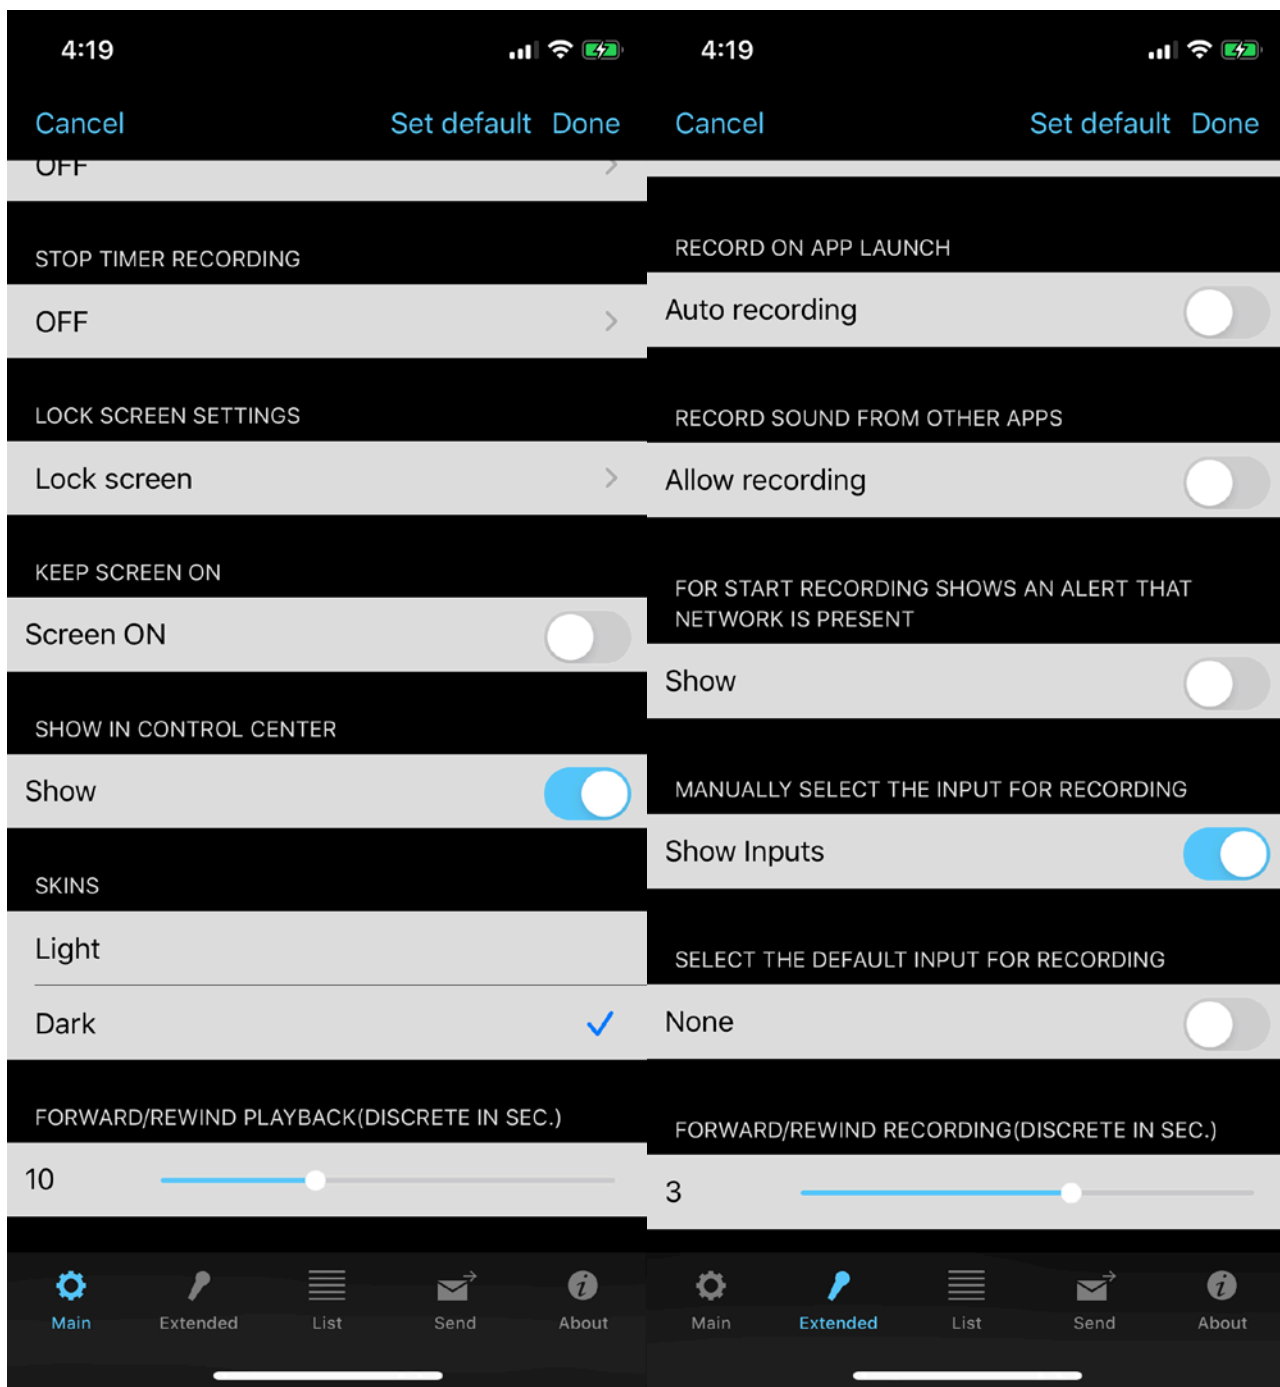 4:19
Cancel Set default Done
OFF
STOP TIMER RECORDING
OFF
LOCK SCREEN SETTINGS
Lock screen
KEEP SCREEN ON
Screen ON
SHOW IN CONTROL CENTER
Show
SKINS
Light
Dark
FORWARD/REWIND PLAYBACK(DISCRETE IN SEC.)
10
Main Extended List Send About
4:19
Cancel Set default Done
RECORD ON APP LAUNCH
Auto recording
RECORD SOUND FROM OTHER APPS
Allow recording
FOR START RECORDING SHOWS AN ALERT THAT
NETWORK IS PRESENT
Show
MANUALLY SELECT THE INPUT FOR RECORDING
Show Inputs
SELECT THE DEFAULT INPUT FOR RECORDING
None
FORWARD/REWIND RECORDING(DISCRETE IN SEC.)
3
Main Extended List Send About